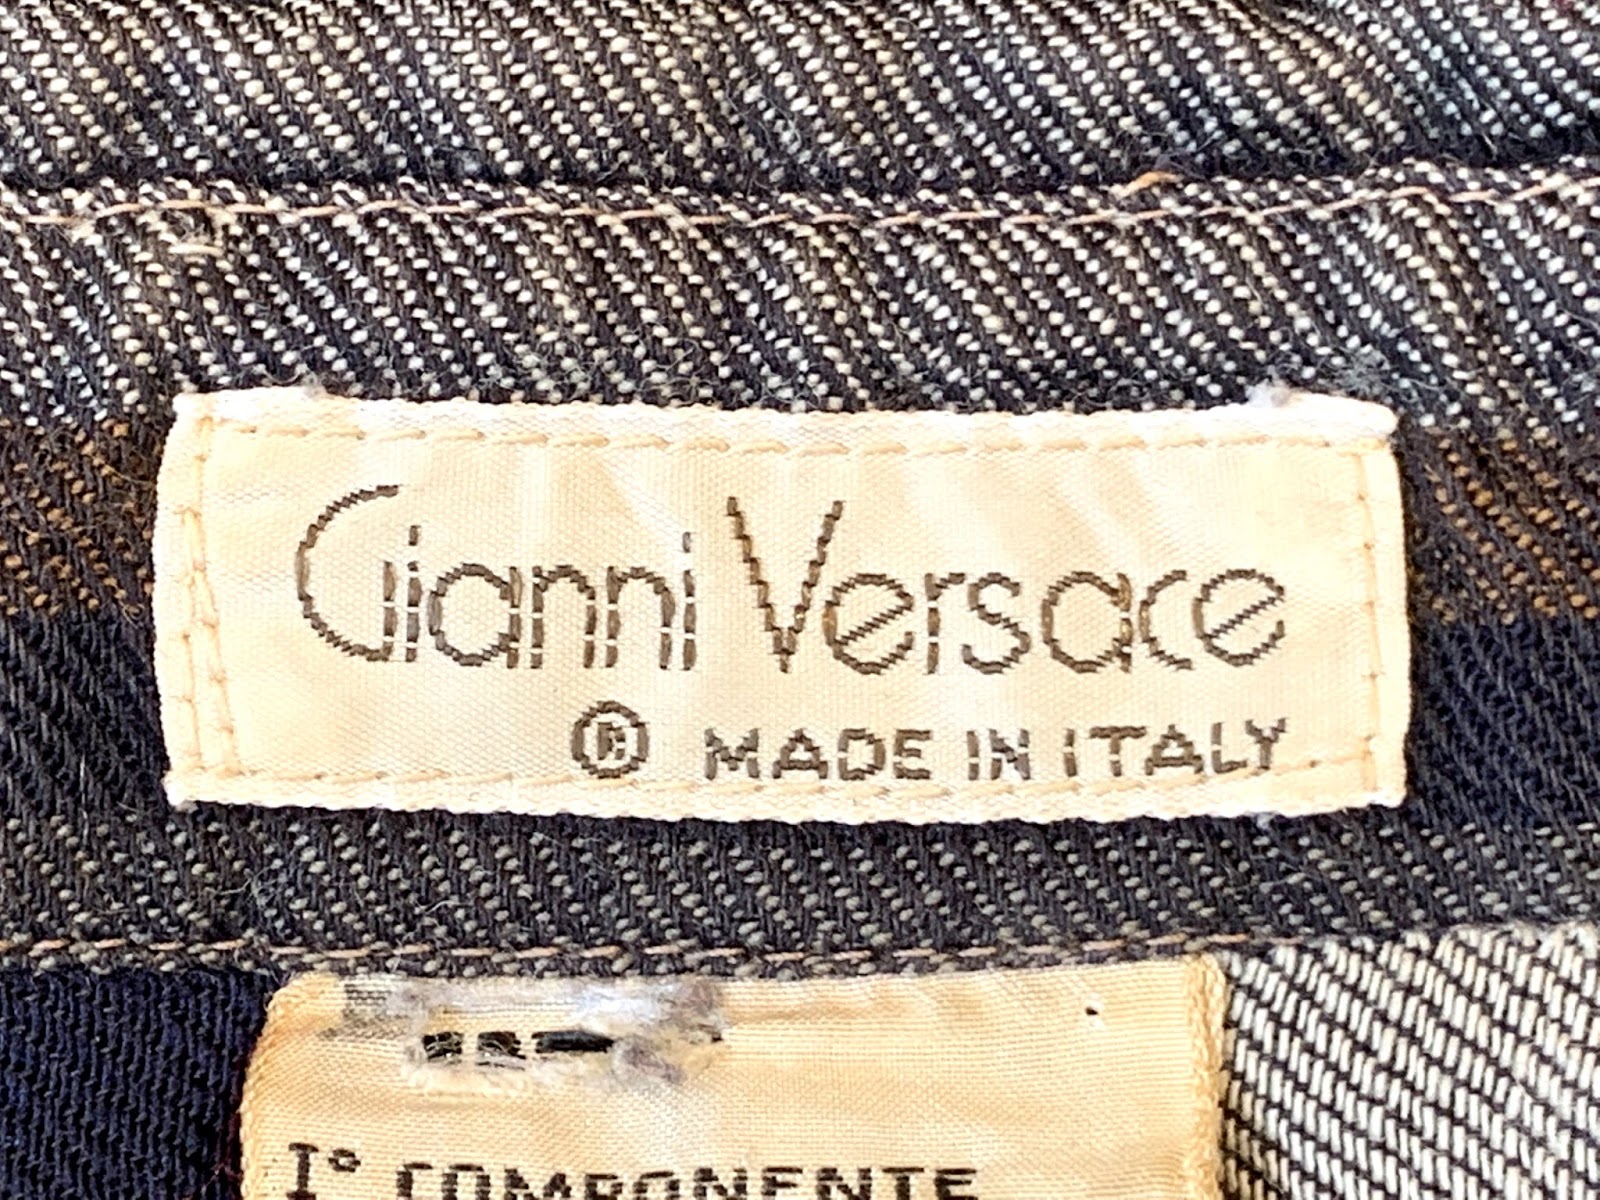 Gianni Versace
® MADE IN ITALY
I° COMPONENTE